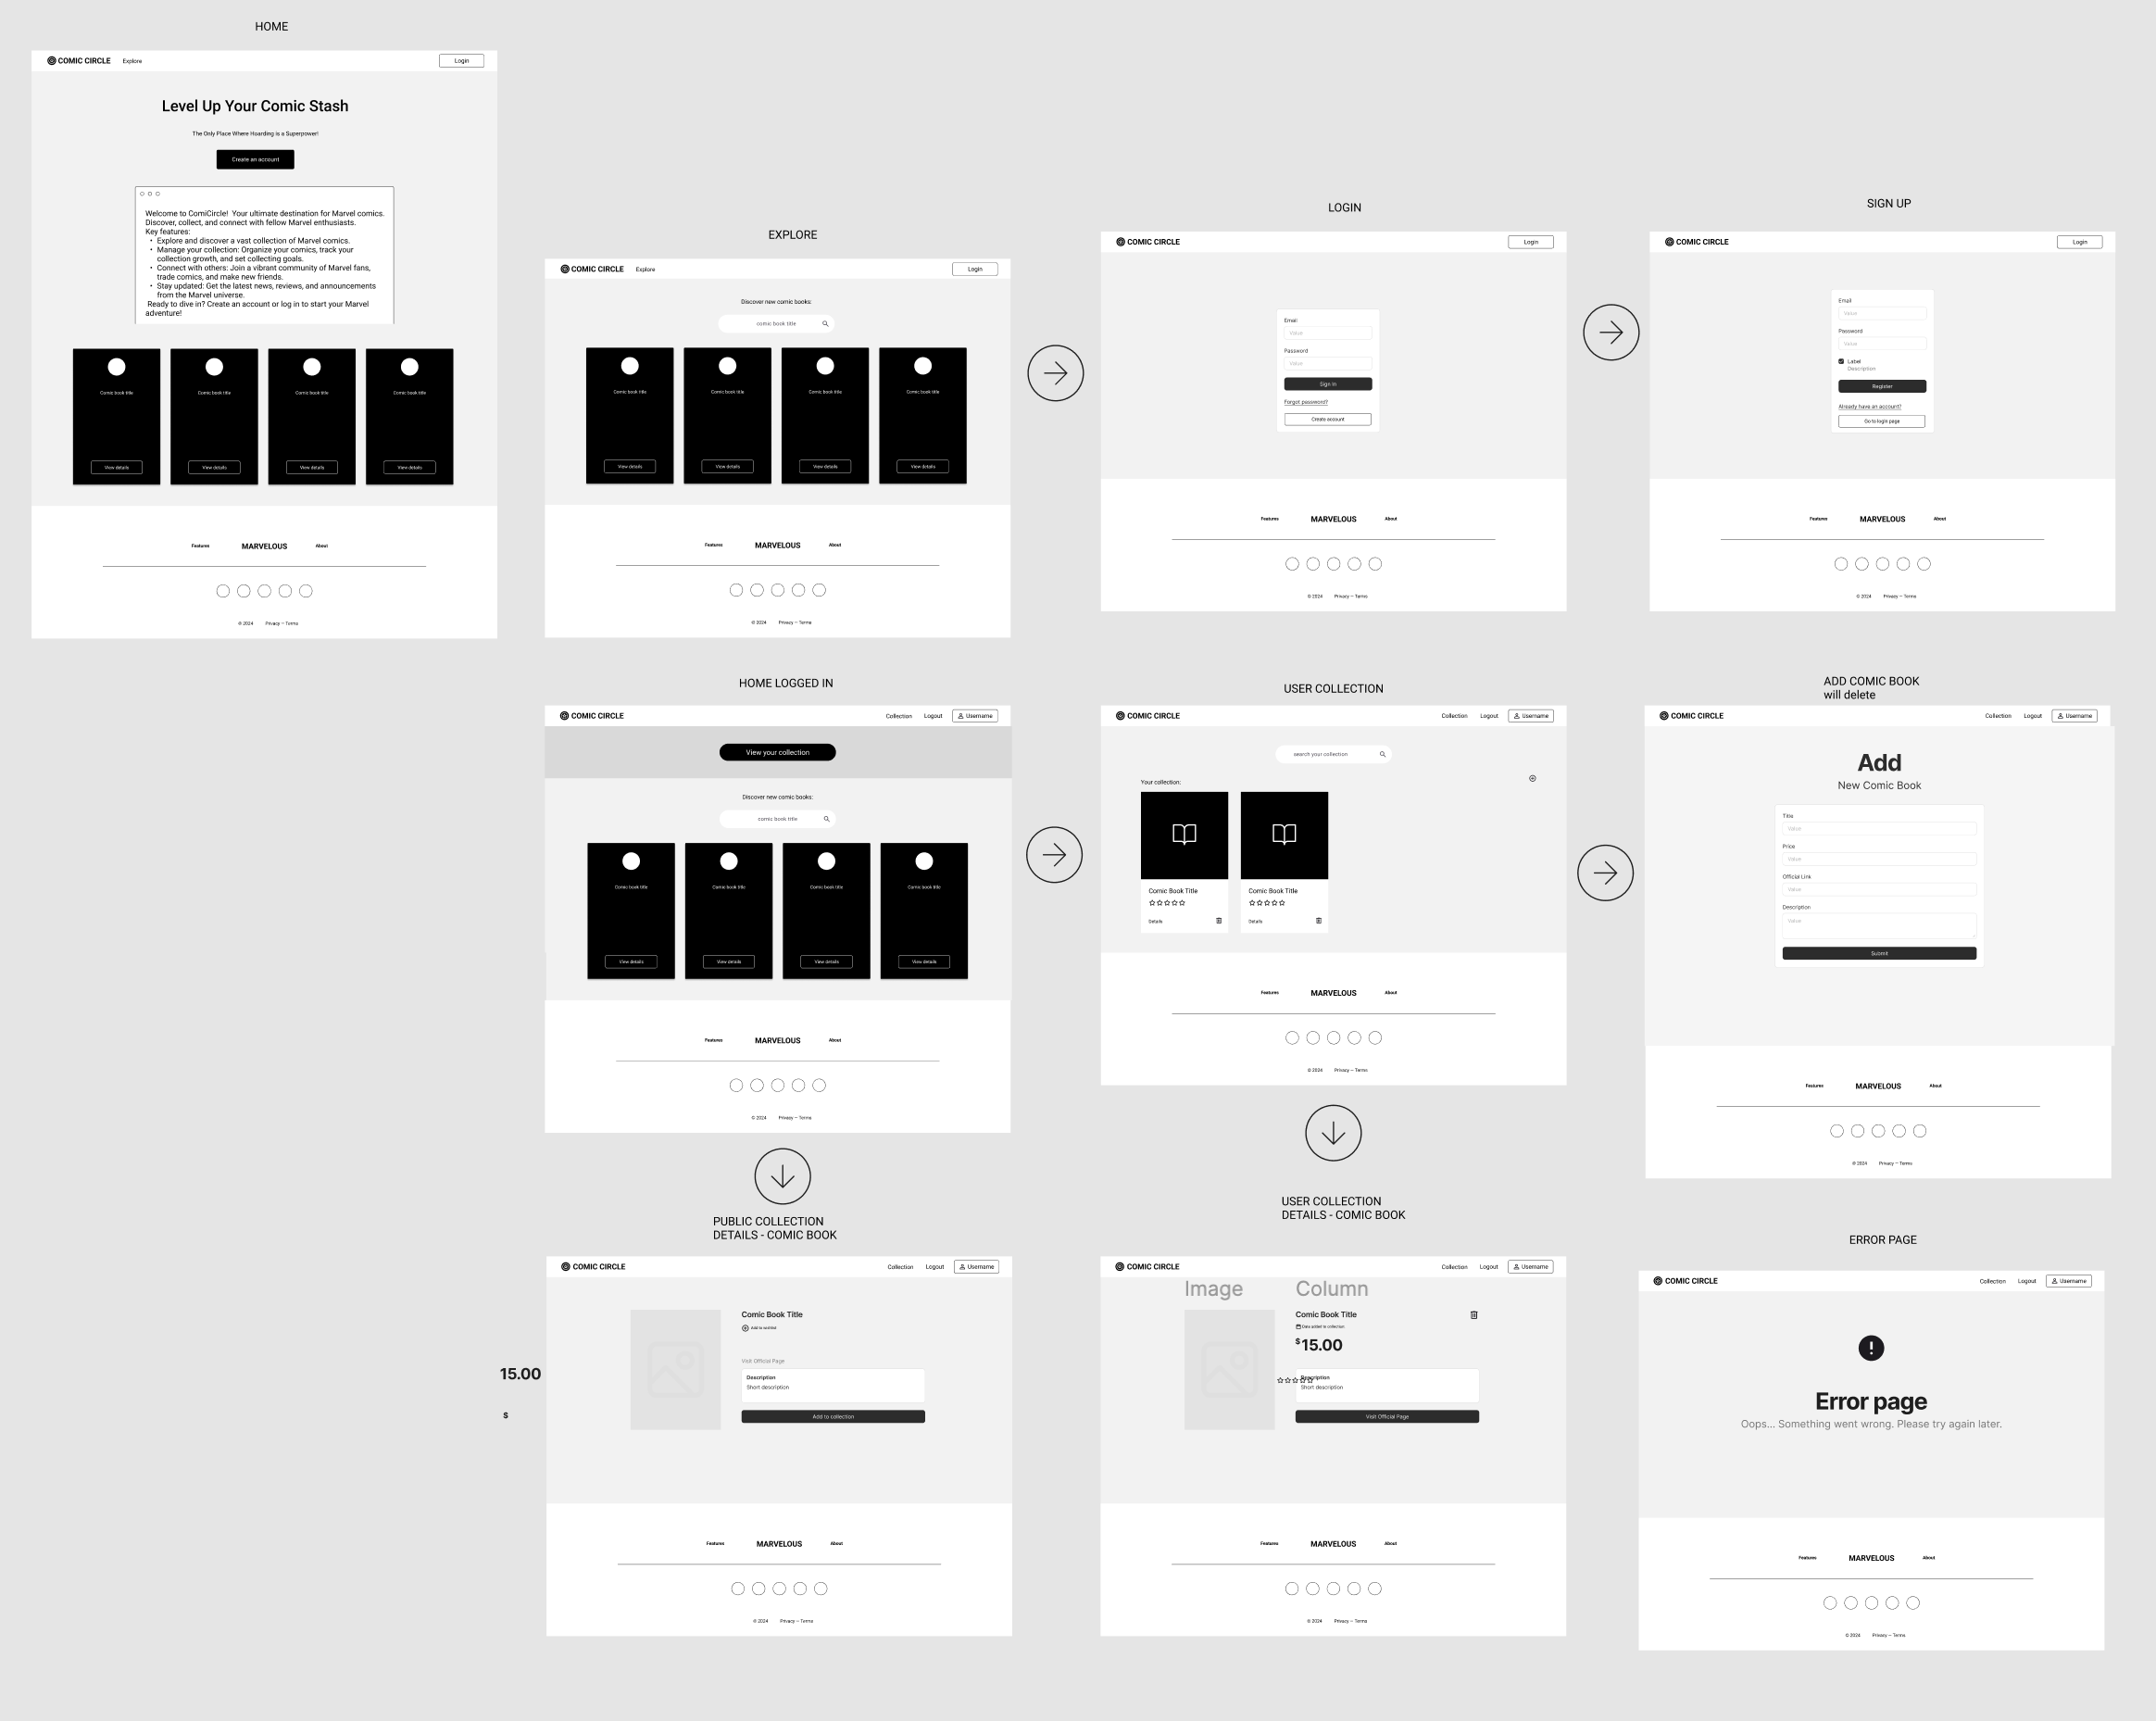 HOME
COMIC CIRCLE Explore Login
Level Up Your Comic Stash
The Only Place Where Hoarding is a Superpower!
Create an account
Welcome to ComiCircle! Your ultimate destination for Marvel comics.
Discover, collect, and connect with fellow Marvel enthusiasts.
Key features:
• Explore and discover a vast collection of Marvel comics.
• Manage your collection: Organize your comics, track your
collection growth, and set collecting goals.
• Connect with others: Join a vibrant community of Marvel fans,
trade comics, and make new friends.
• Stay updated: Get the latest news, reviews, and announcements
from the Marvel universe.
Ready to dive in? Create an account or log in to start your Marvel
adventure!
Comic book title Comic book title Comic book title Comic book title
View details View details View details View details
Features MARVELOUS About
© 2024 Privacy — Terms
EXPLORE
COMIC CIRCLE Explore Login
Discover new comic books:
comic book title
Comic book title Comic book title Comic book title Comic book title
View details View details View details View details
Features MARVELOUS About
© 2024 Privacy — Terms
LOGIN
COMIC CIRCLE Login
Email
Value
Password
Value
Sign In
Forgot password?
Create account
Features MARVELOUS About
© 2024 Privacy — Terms
SIGN UP
COMIC CIRCLE Login
Email
Value
Password
Value
Label
Description
Register
Already have an account?
Go to login page
Features MARVELOUS About
© 2024 Privacy — Terms
HOME LOGGED IN
COMIC CIRCLE Collection Logout Username
View your collection
Discover new comic books:
comic book title
Comic book title Comic book title Comic book title Comic book title
View details View details View details View details
Features MARVELOUS About
© 2024 Privacy — Terms
USER COLLECTION
COMIC CIRCLE Collection Logout Username
search your collection
Your collection:
Comic Book Title Comic Book Title
Details Details
Features MARVELOUS About
© 2024 Privacy — Terms
ADD COMIC BOOK
will delete
COMIC CIRCLE Collection Logout Username
Add
New Comic Book
Title
Value
Price
Value
Official Link
Value
Description
Value
Submit
Features MARVELOUS About
© 2024 Privacy — Terms
PUBLIC COLLECTION
DETAILS - COMIC BOOK
COMIC CIRCLE Collection Logout Username
Comic Book Title
Add to wishlist
15.00
$
Visit Official Page
Description
Short description
Add to collection
Features MARVELOUS About
© 2024 Privacy — Terms
USER COLLECTION
DETAILS - COMIC BOOK
COMIC CIRCLE Collection Logout Username
Image Column
Comic Book Title
Date added to collection
$15.00
Description
Short description
Visit Official Page
Features MARVELOUS About
© 2024 Privacy — Terms
ERROR PAGE
COMIC CIRCLE Collection Logout Username
Error page
Oops... Something went wrong. Please try again later.
Features MARVELOUS About
© 2024 Privacy — Terms